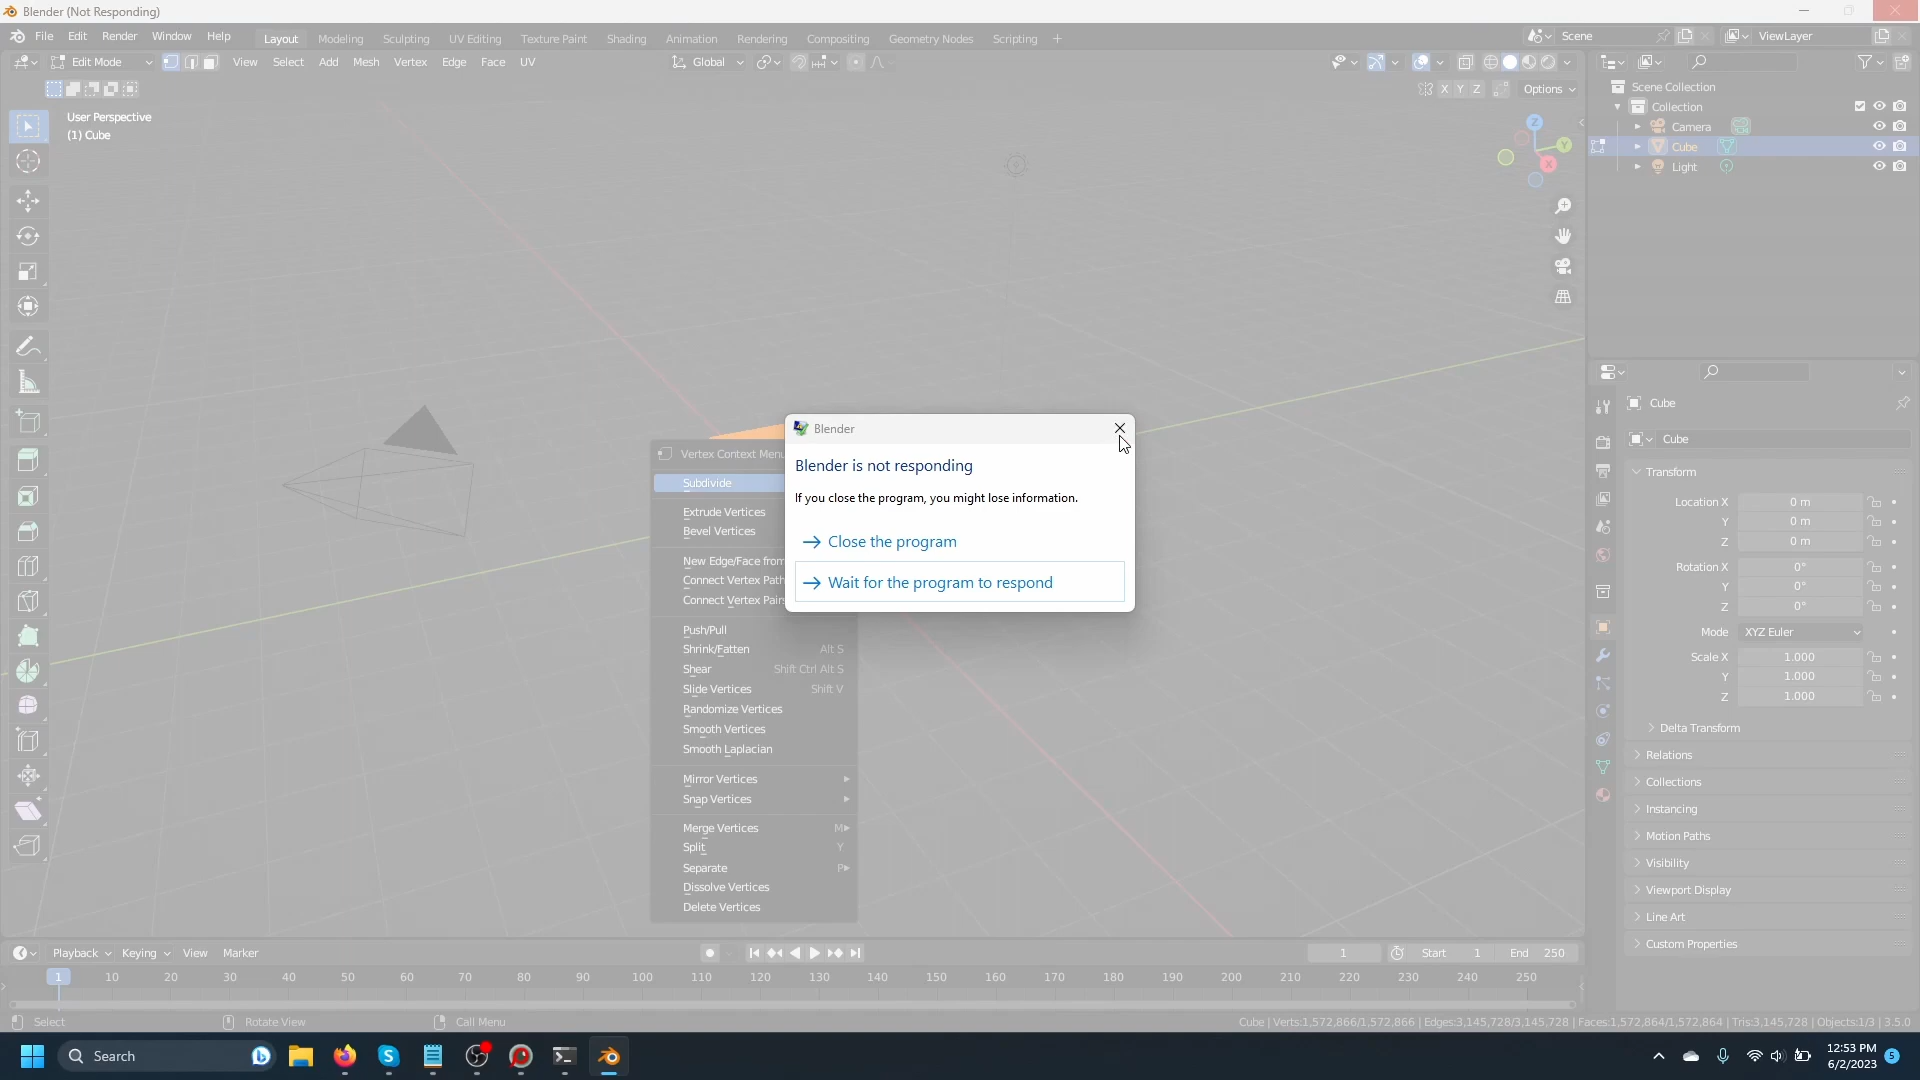 Blender (Not Responding)
File Edit Render Window Help
Layout Modeling Sculpting UV Editing Texture Paint Shading Animation Rendering Compositing Geometry Nodes Scripting +
Scene
ViewLayer
Edit Mode
View Select Add Mesh Vertex Edge Face UV
Global
X Y Z
Options
User Perspective
(1) Cube
Z
Y
X
Scene Collection
Collection
Camera
Cube
Light
Vertex Context Menu
Subdivide
Extrude Vertices
Bevel Vertices
New Edge/Face from
Connect Vertex Path
Connect Vertex Pairs
Push/Pull
Shrink/Fatten Alt S
Shear Shift Ctrl Alt S
Slide Vertices Shift V
Randomize Vertices
Smooth Vertices
Smooth Laplacian
Mirror Vertices
Snap Vertices
Merge Vertices M
Split Y
Separate P
Dissolve Vertices
Delete Vertices
Blender
Blender is not responding
If you close the program, you might lose information.
Close the program
Wait for the program to respond
Cube
Cube
Transform
Location X 0 m
Y 0 m
Z 0 m
Rotation X 0°
Y 0°
Z 0°
Mode XYZ Euler
Scale X 1.000
Y 1.000
Z 1.000
Delta Transform
Relations
Collections
Instancing
Motion Paths
Visibility
Viewport Display
Line Art
Custom Properties
Playback Keying View Marker
1
Start 1 End 250
1 10 20 30 40 50 60 70 80 90 100 110 120 130 140 150 160 170 180 190 200 210 220 230 240 250
Select Rotate View Call Menu
Cube | Verts:1,572,866/1,572,866 | Edges:3,145,728/3,145,728 | Faces:1,572,864/1,572,864 | Tris:3,145,728 | Objects:1/3 | 3.5.0
Search
12:53 PM
6/2/2023
5